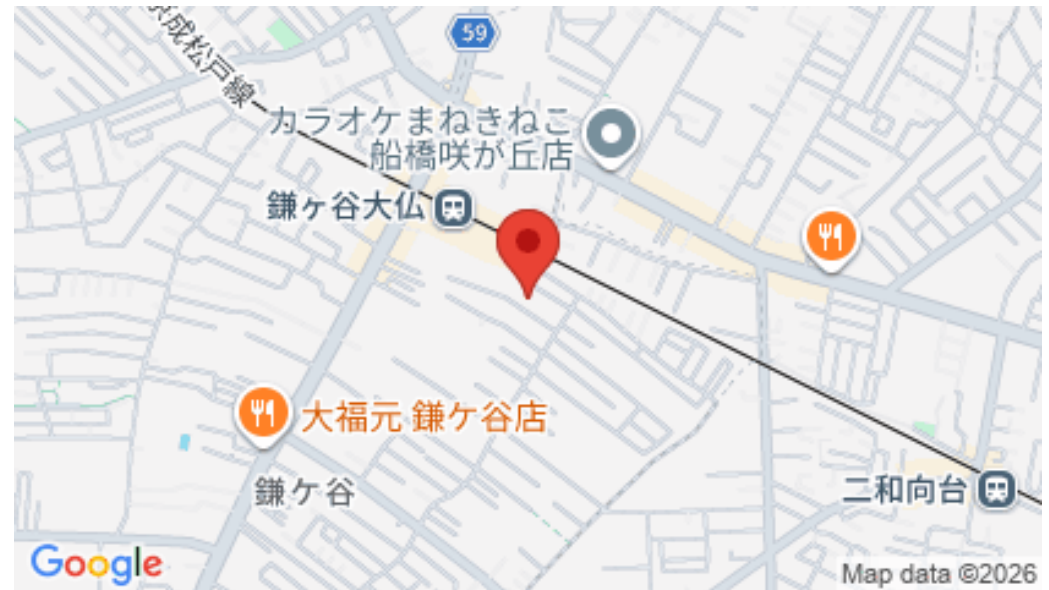 京成松戸線
59
カラオケまねきねこ
船橋咲が丘店
鎌ヶ谷大仏
大福元 鎌ケ谷店
鎌ケ谷
二和向台
Google
Map data ©2026